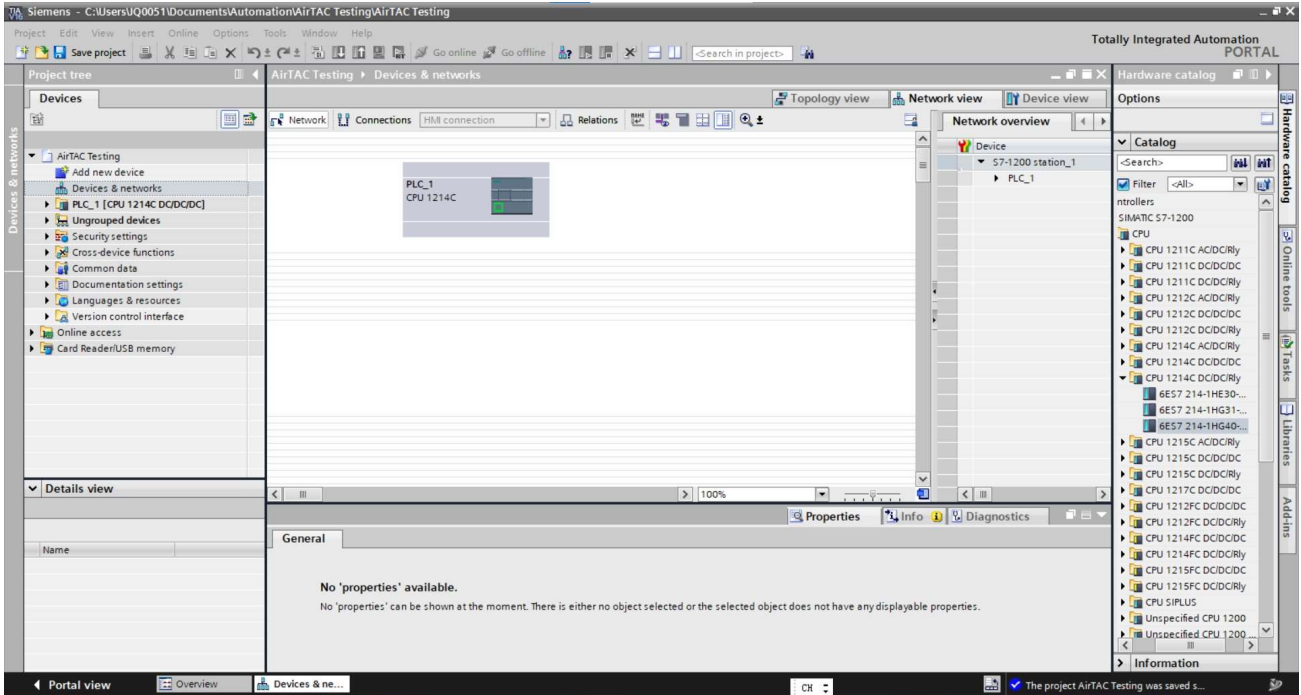 Siemens - C:\Users\JQ0051\Documents\Automation\AirTAC Testing\AirTAC Testing
Project Edit View Insert Online Options Tools Window Help
Totally Integrated Automation
PORTAL
Save project Go online Go offline <Search in project>
Project tree
Devices
AirTAC Testing
Add new device
Devices & networks
PLC_1 [CPU 1214C DC/DC/DC]
Ungrouped devices
Security settings
Cross-device functions
Common data
Documentation settings
Languages & resources
Version control interface
Online access
Card Reader/USB memory
Details view
Name
Devices & networks
AirTAC Testing Devices & networks
Topology view Network view Device view
Network Connections HMI connection Relations
PLC_1
CPU 1214C
100%
Network overview
Device
S7-1200 station_1
PLC_1
Properties Info Diagnostics
General
No 'properties' available.
No 'properties' can be shown at the moment. There is either no object selected or the selected object does not have any displayable properties.
Hardware catalog
Options
Catalog
<Search>
Filter <All>
ntrollers
SIMATIC S7-1200
CPU
CPU 1211C AC/DC/Rly
CPU 1211C DC/DC/DC
CPU 1211C DC/DC/Rly
CPU 1212C AC/DC/Rly
CPU 1212C DC/DC/DC
CPU 1212C DC/DC/Rly
CPU 1214C AC/DC/Rly
CPU 1214C DC/DC/DC
CPU 1214C DC/DC/Rly
6ES7 214-1HE30-...
6ES7 214-1HG31-...
6ES7 214-1HG40-...
CPU 1215C AC/DC/Rly
CPU 1215C DC/DC/DC
CPU 1215C DC/DC/Rly
CPU 1217C DC/DC/DC
CPU 1212FC DC/DC/DC
CPU 1212FC DC/DC/Rly
CPU 1214FC DC/DC/DC
CPU 1214FC DC/DC/Rly
CPU 1215FC DC/DC/DC
CPU 1215FC DC/DC/Rly
CPU SIPLUS
Unspecified CPU 1200
Unspecified CPU 1200 ...
Information
Hardware catalog
Online tools
Tasks
Libraries
Add-ins
Portal view Overview Devices & ne... CH The project AirTAC Testing was saved s...